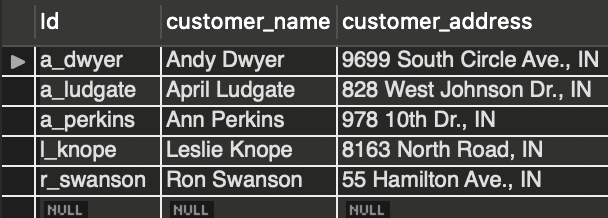 Id customer_name customer_address
a_dwyer Andy Dwyer 9699 South Circle Ave., IN
a_ludgate April Ludgate 828 West Johnson Dr., IN
a_perkins Ann Perkins 978 10th Dr., IN
l_knope Leslie Knope 8163 North Road, IN
r_swanson Ron Swanson 55 Hamilton Ave., IN
NULL NULL NULL